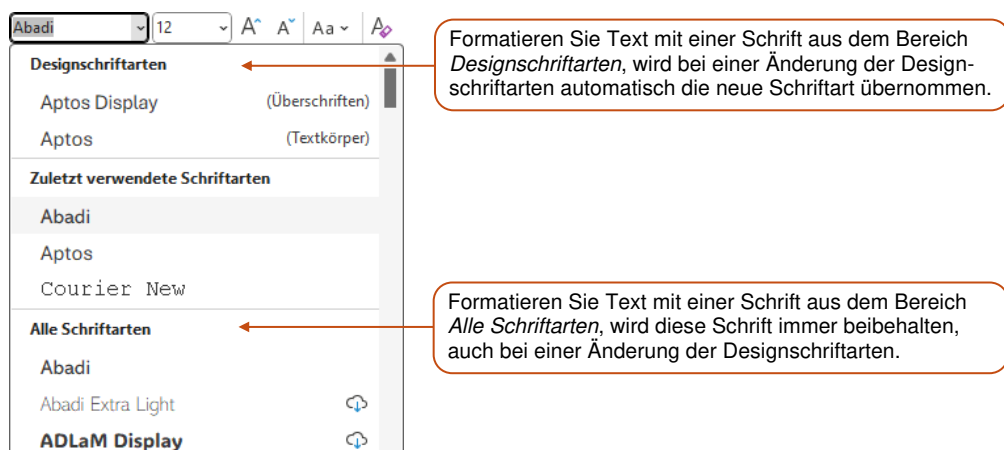 Abadi 12 A A Aa A
Formatieren Sie Text mit einer Schrift aus dem Bereich
Designschriftarten, wird bei einer Änderung der Design-
schriftarten automatisch die neue Schriftart übernommen.
Designschriftarten
Aptos Display (Überschriften)
Aptos (Textkörper)
Zuletzt verwendete Schriftarten
Abadi
Aptos
Courier New
Formatieren Sie Text mit einer Schrift aus dem Bereich
Alle Schriftarten, wird diese Schrift immer beibehalten,
auch bei einer Änderung der Designschriftarten.
Alle Schriftarten
Abadi
Abadi Extra Light
ADLaM Display